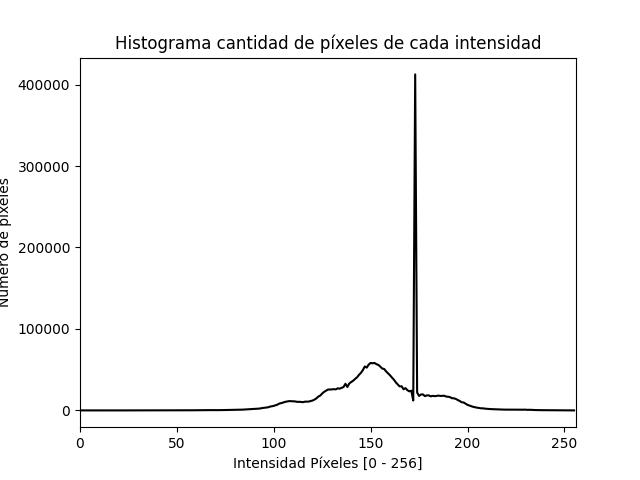 Histograma cantidad de píxeles de cada intensidad
400000
300000
200000
100000
0
Número de píxeles
0 50 100 150 200 250
Intensidad Píxeles [0 - 256]